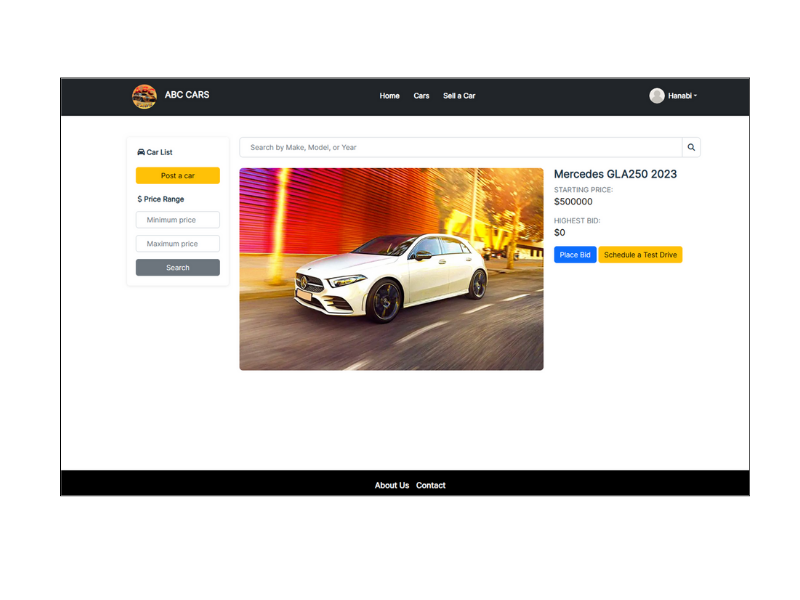 ABC CARS
Home Cars Sell a Car
Hanabi
Car List
Post a car
$ Price Range
Minimum price
Maximum price
Search
Search by Make, Model, or Year
Mercedes GLA250 2023
STARTING PRICE:
$500000
HIGHEST BID:
$0
Place Bid Schedule a Test Drive
About Us Contact